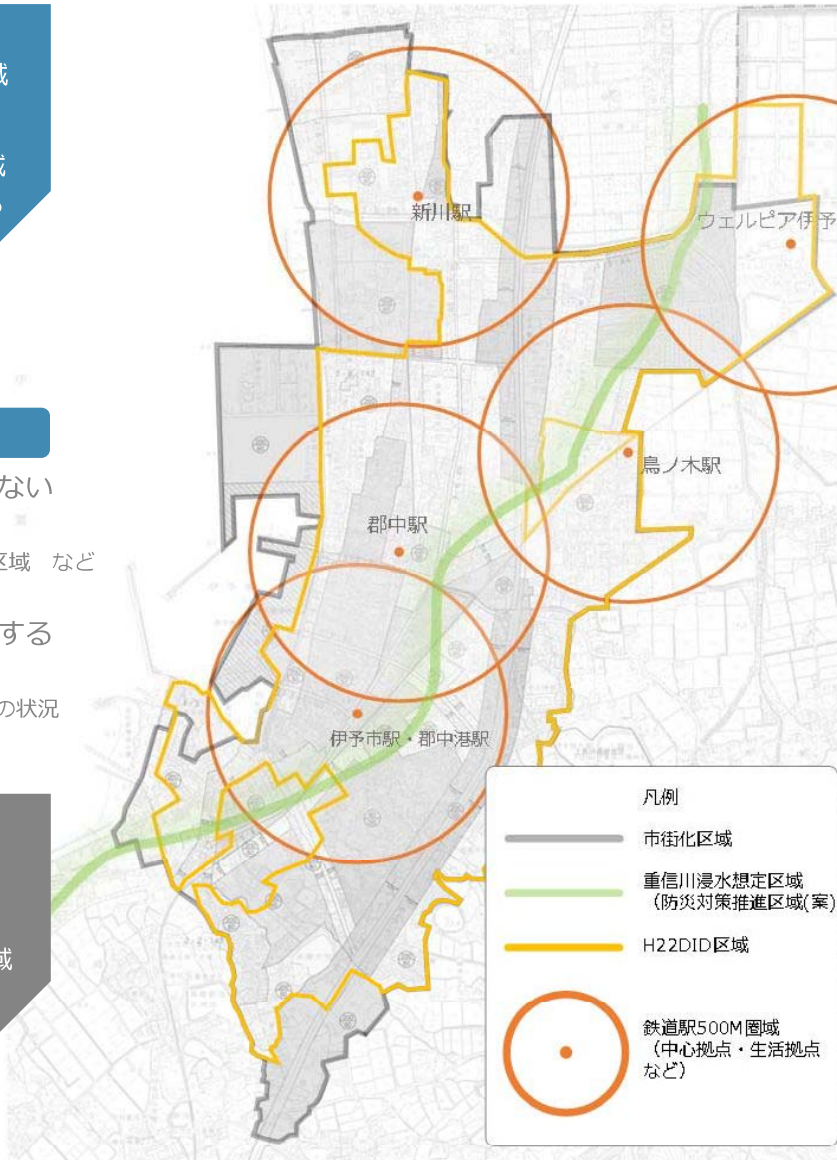 域
域
ない
区域　など
する
の状況
域
新川駅
ウェルピア伊予
鳥ノ木駅
郡中駅
伊予市駅・郡中港駅
凡例
市街化区域
重信川浸水想定区域
（防災対策推進区域(案)
H22DID区域
鉄道駅500M圏域
（中心拠点・生活拠点
など）